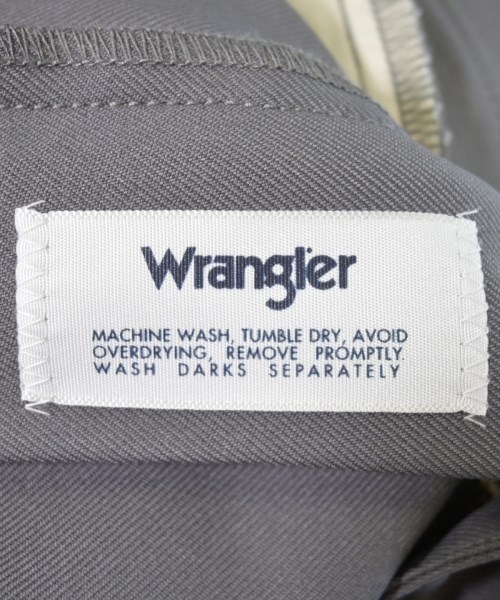 Wrangler
MACHINE WASH, TUMBLE DRY, AVOID
OVERDRYING, REMOVE PROMPTLY.
WASH DARKS SEPARATELY